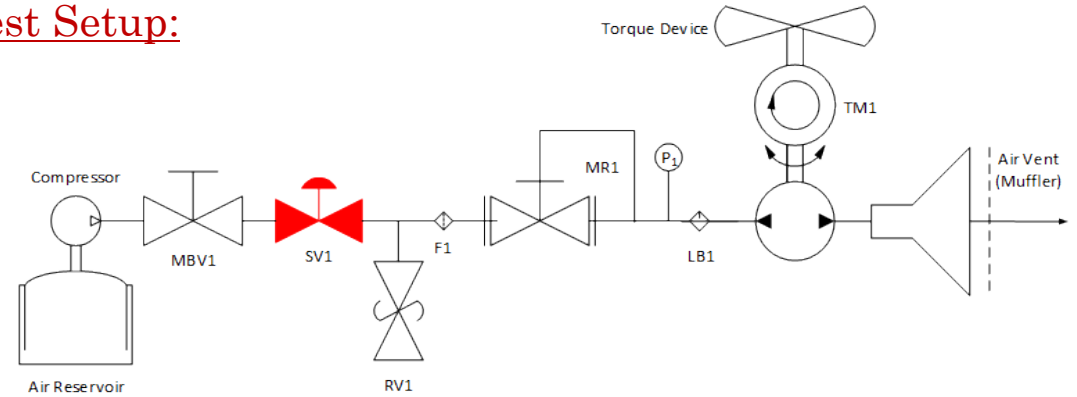 est Setup:
Torque Device
TM1
Compressor
MBV1
SV1
F1
MR1
P1
LB1
Air Vent
(Muffler)
RV1
Air Reservoir